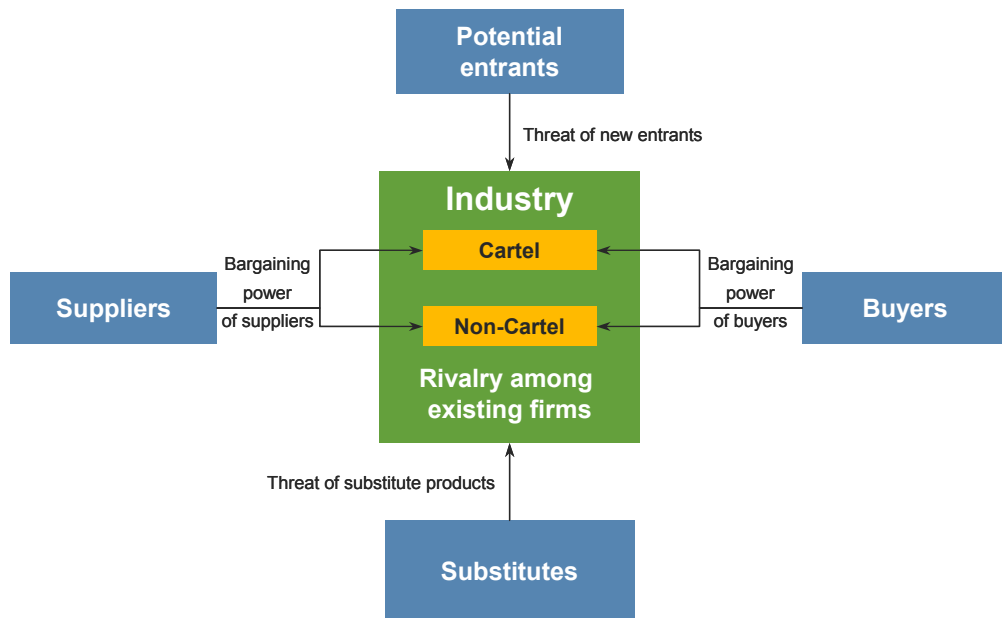 Potential
entrants
Threat of new entrants
Industry
Cartel
Bargaining
power
of suppliers
Bargaining
power
of buyers
Suppliers
Buyers
Non-Cartel
Rivalry among
existing firms
Threat of substitute products
Substitutes